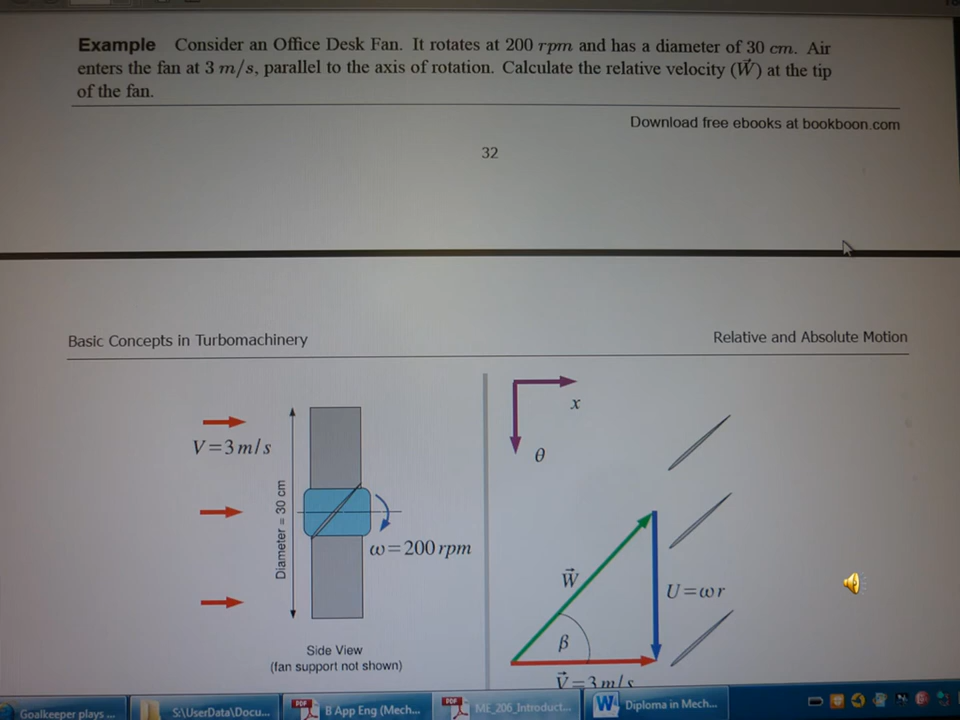 Example Consider an Office Desk Fan. It rotates at 200 rpm and has a diameter of 30 cm. Air
enters the fan at 3 m/s, parallel to the axis of rotation. Calculate the relative velocity (W⃗) at the tip
of the fan.
Download free ebooks at bookboon.com
32
Basic Concepts in Turbomachinery
Relative and Absolute Motion
V=3 m/s
Diameter = 30 cm
ω=200 rpm
Side View
(fan support not shown)
x
θ
W⃗
U=ωr
β
V⃗=3 m/s
Goalkeeper plays ...
S:\UserData\Docu...
PDF
B App Eng (Mech...
PDF
ME_206_Introduct...
W
Diploma in Mech...